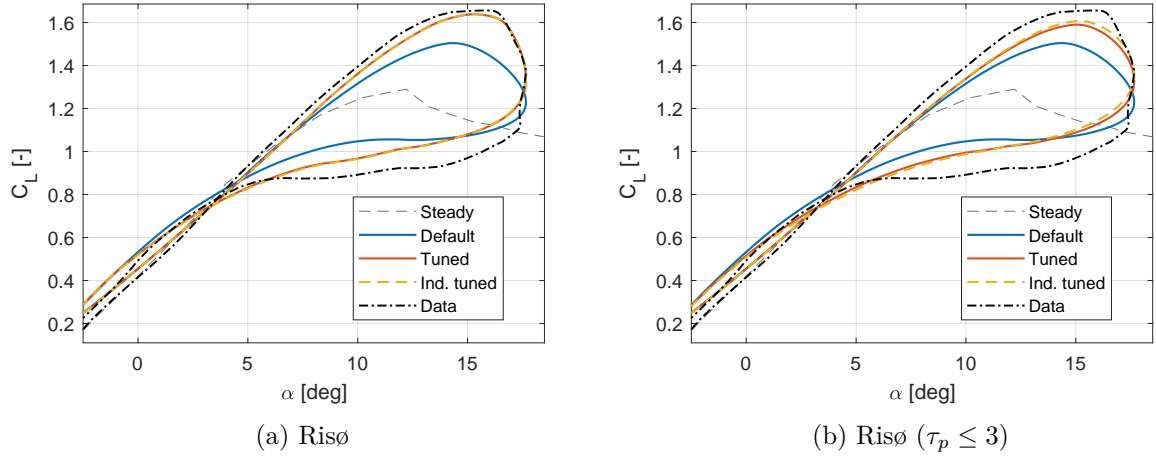 1.6
1.4
1.2
1
0.8
0.6
0.4
0.2
C_L [-]
0
5
10
15
α [deg]
Steady
Default
Tuned
Ind. tuned
Data
(a) Risø
1.6
1.4
1.2
1
0.8
0.6
0.4
0.2
C_L [-]
0
5
10
15
α [deg]
Steady
Default
Tuned
Ind. tuned
Data
(b) Risø (τ_p ≤ 3)